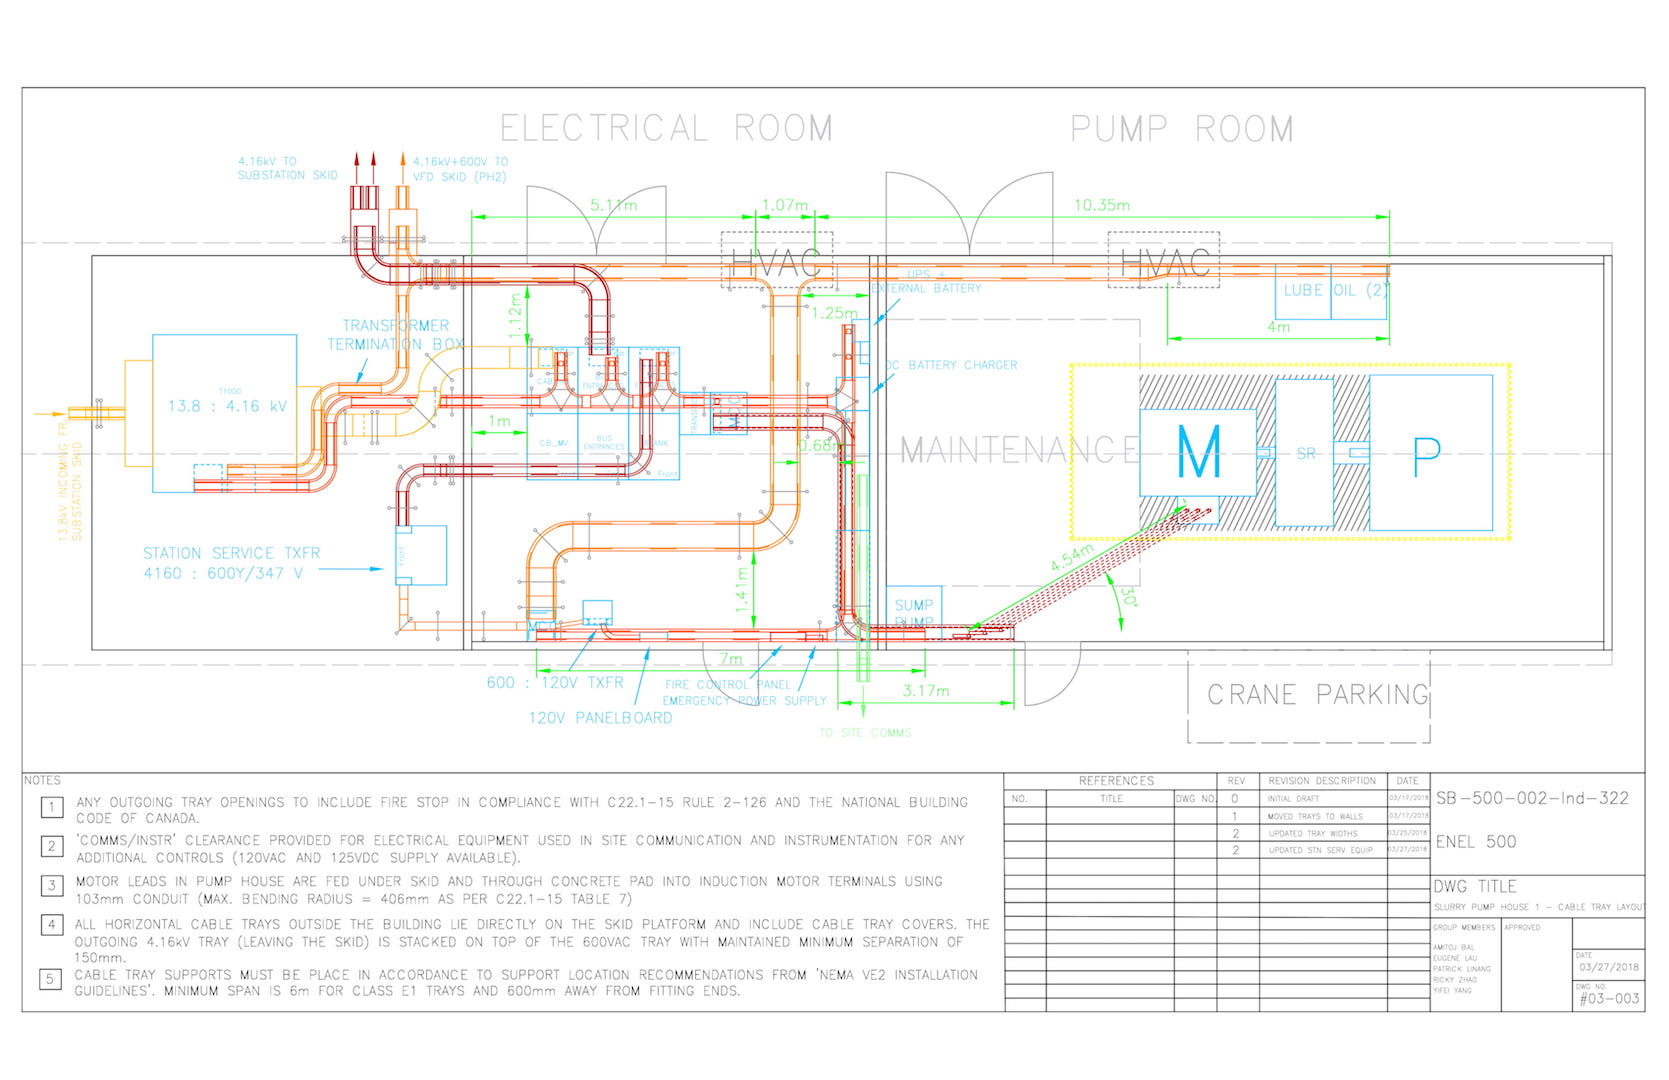 ELECTRICAL ROOM
PUMP ROOM
4.16kV TO
SUBSTATION SKID
4.16kV+600V TO
VFD SKID (PH2)
5.11m
1.07m
10.35m
HVAC
HVAC
UPS +
EXTERNAL BATTERY
LUBE OIL (2)
1.12m
1.25m
4m
TRANSFORMER
TERMINATION BOX
DC BATTERY CHARGER
T1000
13.8 : 4.16 kV
1m
CB_MV
BUS
ENTRANCES
BLANK
Front
0.68m
MAINTENANCE
M
SR
P
13.8kV INCOMING FR.
SUBSTATION SKID
STATION SERVICE TXFR
4160 : 600Y/347 V
Front
4.54m
30°
1.41m
SUMP
PUMP
7m
600 : 120V TXFR
FIRE CONTROL PANEL
EMERGENCY POWER SUPPLY
3.17m
120V PANELBOARD
TO SITE COMMS
CRANE PARKING
NOTES
1 ANY OUTGOING TRAY OPENINGS TO INCLUDE FIRE STOP IN COMPLIANCE WITH C22.1-15 RULE 2-126 AND THE NATIONAL BUILDING
CODE OF CANADA.
2 'COMMS/INSTR' CLEARANCE PROVIDED FOR ELECTRICAL EQUIPMENT USED IN SITE COMMUNICATION AND INSTRUMENTATION FOR ANY
ADDITIONAL CONTROLS (120VAC AND 125VDC SUPPLY AVAILABLE).
3 MOTOR LEADS IN PUMP HOUSE ARE FED UNDER SKID AND THROUGH CONCRETE PAD INTO INDUCTION MOTOR TERMINALS USING
103mm CONDUIT (MAX. BENDING RADIUS = 406mm AS PER C22.1-15 TABLE 7)
4 ALL HORIZONTAL CABLE TRAYS OUTSIDE THE BUILDING LIE DIRECTLY ON THE SKID PLATFORM AND INCLUDE CABLE TRAY COVERS. THE
OUTGOING 4.16kV TRAY (LEAVING THE SKID) IS STACKED ON TOP OF THE 600VAC TRAY WITH MAINTAINED MINIMUM SEPARATION OF
150mm.
5 CABLE TRAY SUPPORTS MUST BE PLACE IN ACCORDANCE TO SUPPORT LOCATION RECOMMENDATIONS FROM 'NEMA VE2 INSTALLATION
GUIDELINES'. MINIMUM SPAN IS 6m FOR CLASS E1 TRAYS AND 600mm AWAY FROM FITTING ENDS.
REFERENCES
NO. TITLE DWG NO.
REV REVISION DESCRIPTION DATE
0 INITIAL DRAFT 03/17/2018
1 MOVED TRAYS TO WALLS 03/17/2018
2 UPDATED TRAY WIDTHS 03/25/2018
2 UPDATED STN SERV EQUIP 03/27/2018
SB-500-002-Ind-322
ENEL 500
DWG TITLE
SLURRY PUMP HOUSE 1 - CABLE TRAY LAYOUT
GROUP MEMBERS
AMITOJ BAL
EUGENE LAU
PATRICK LINANG
RICKY ZHAO
YIFEI YANG
APPROVED
DATE
03/27/2018
DWG NO.
#03-003